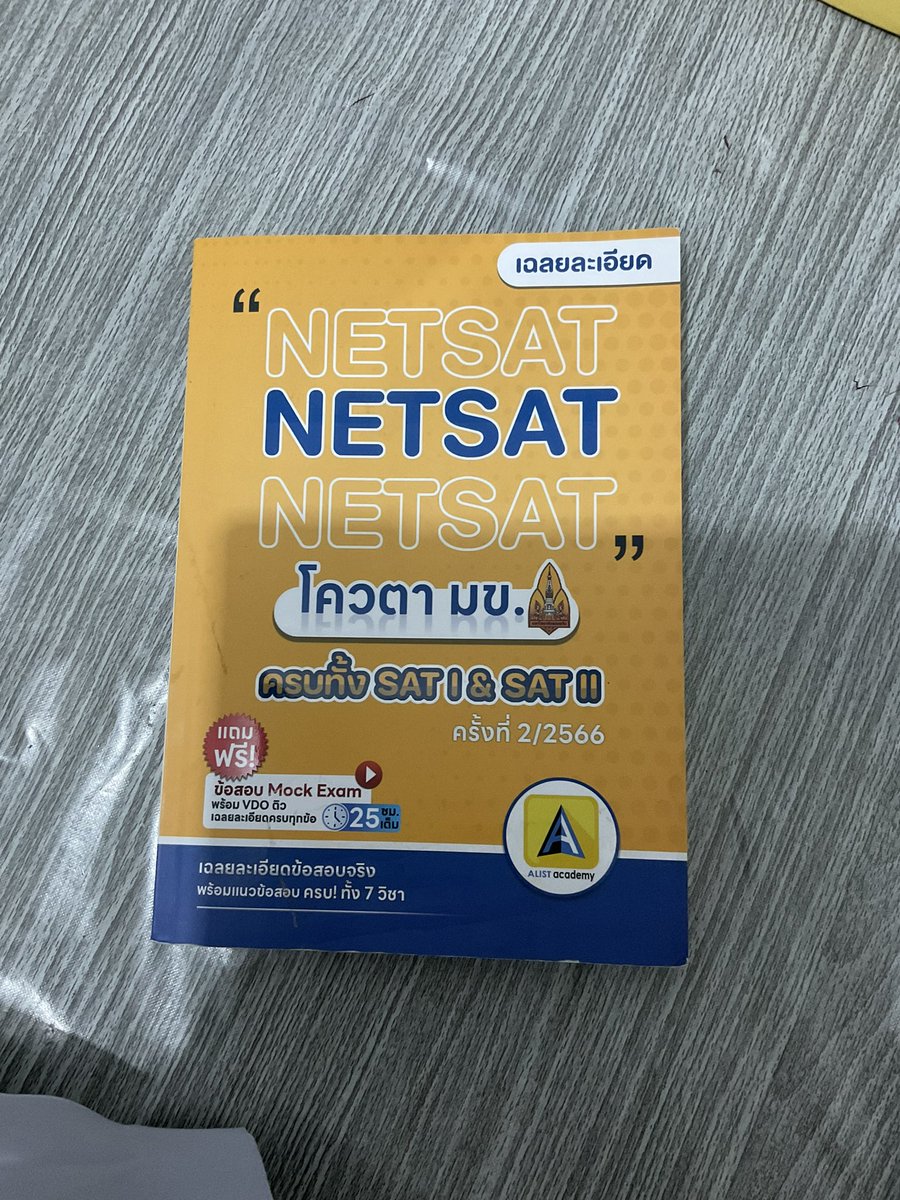 เฉลยละเอียด
“NETSAT
NETSAT
NETSAT”
โควตา มข.
ครบทั้ง SAT I & SAT II
ครั้งที่ 2/2566
แถม
ฟรี!
ข้อสอบ Mock Exam
พร้อม VDO ติว
เฉลยละเอียดครบทุกข้อ
25 ชม. เต็ม
ALIST academy
เฉลยละเอียดข้อสอบจริง
พร้อมแนวข้อสอบ ครบ! ทั้ง 7 วิชา